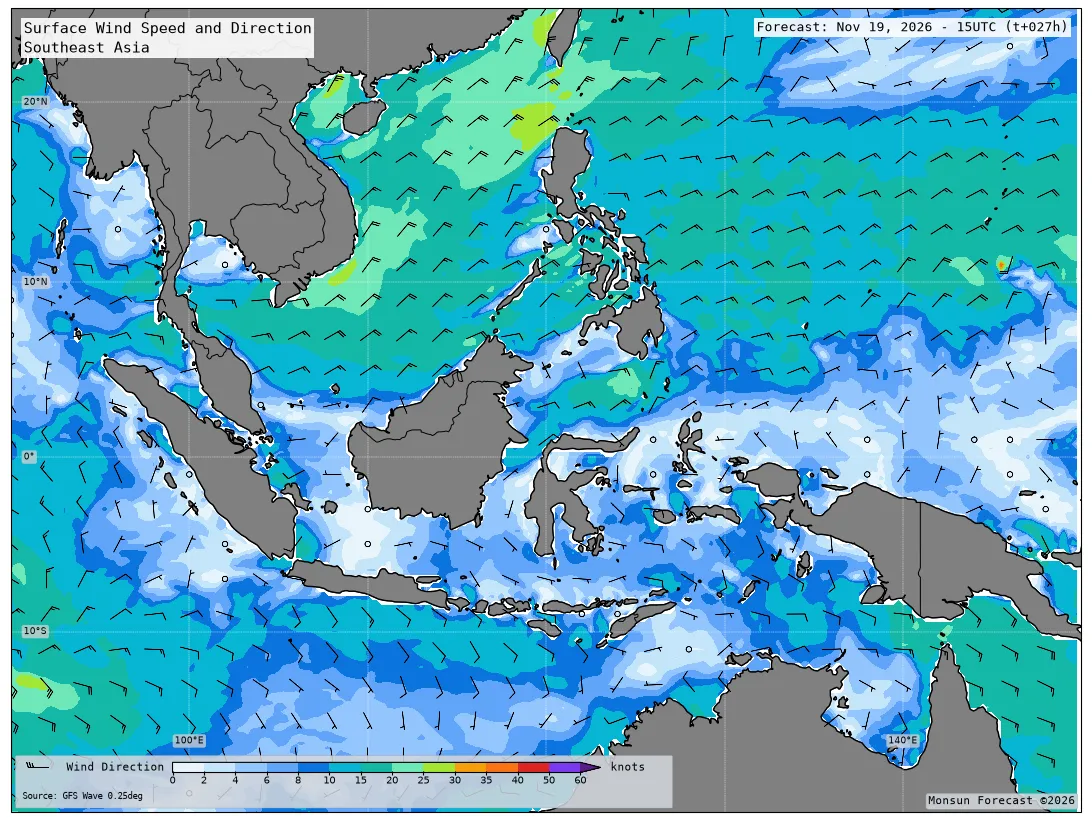 Surface Wind Speed and Direction
Southeast Asia
Forecast: Nov 19, 2026 - 15UTC (t+027h)
20°N
10°N
0°
10°S
100°E
140°E
Wind Direction
0 2 4 6 8 10 15 20 25 30 35 40 50 60
knots
Source: GFS Wave 0.25deg
Monsun Forecast ©2026